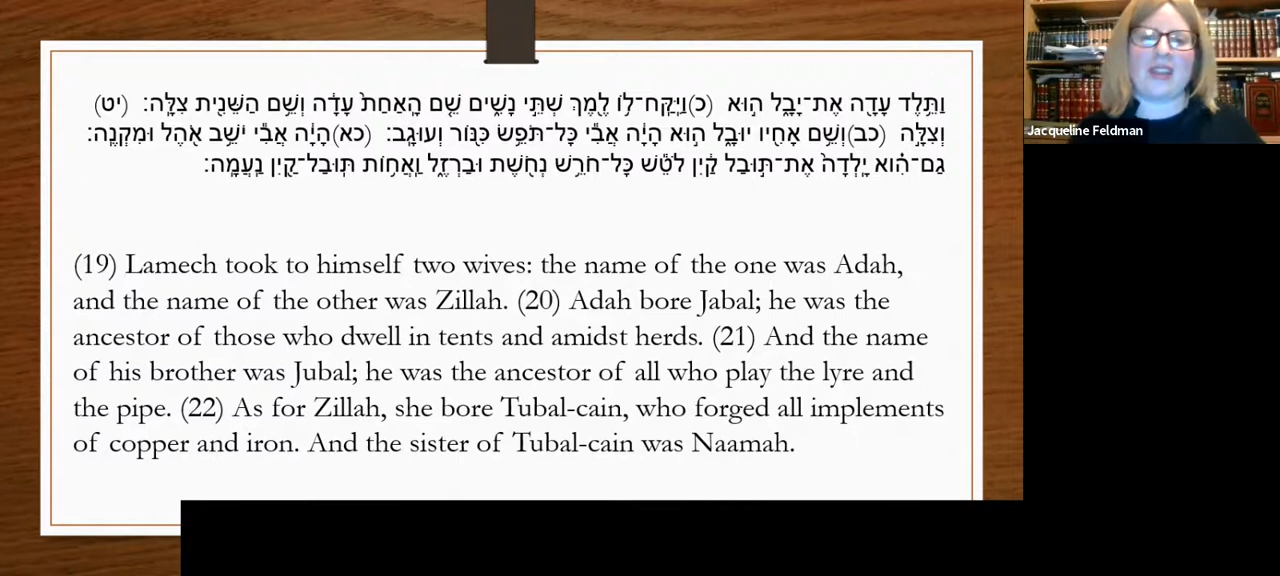 וַתֵּ֥לֶד עָדָ֖ה אֶת־יָבָ֑ל ה֣וּא (כ)וַיִּֽקַּֽח־ל֥וֹ לֶ֖מֶךְ שְׁתֵּ֣י נָשִׁ֑ים שֵׁ֤ם הָֽאַחַת֙ עָדָ֔ה וְשֵׁ֥ם הַשֵּׁנִ֖ית צִלָּֽה׃ (יט)
וְצִלָּ֣ה (כב)וְשֵׁ֥ם אָחִ֖יו יוּבָ֑ל ה֣וּא הָיָ֔ה אֲבִ֕י כָּל־תֹּפֵ֥שׂ כִּנּ֖וֹר וְעוּגָֽב׃ (כא)הָיָ֔ה אֲבִ֕י יֹשֵׁ֥ב אֹ֖הֶל וּמִקְנֶֽה׃
גַם־הִ֗וא יָֽלְדָה֙ אֶת־תּ֣וּבַל קַ֔יִן לֹטֵ֕שׁ כָּל־חֹרֵ֥שׁ נְחֹ֖שֶׁת וּבַרְזֶ֑ל וַֽאֲח֥וֹת תּֽוּבַל־קַ֖יִן נַֽעֲמָֽה׃
(19) Lamech took to himself two wives: the name of the one was Adah,
and the name of the other was Zillah. (20) Adah bore Jabal; he was the
ancestor of those who dwell in tents and amidst herds. (21) And the name
of his brother was Jubal; he was the ancestor of all who play the lyre and
the pipe. (22) As for Zillah, she bore Tubal-cain, who forged all implements
of copper and iron. And the sister of Tubal-cain was Naamah.
Jacqueline Feldman